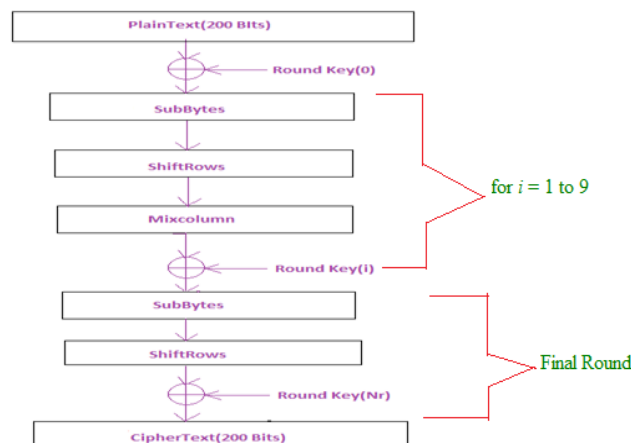 PlainText(200 BIts)
Round Key(0)
SubBytes
ShiftRows
for i = 1 to 9
Mixcolumn
Round Key(i)
SubBytes
ShiftRows
Final Round
Round Key(Nr)
CipherText(200 Bits)